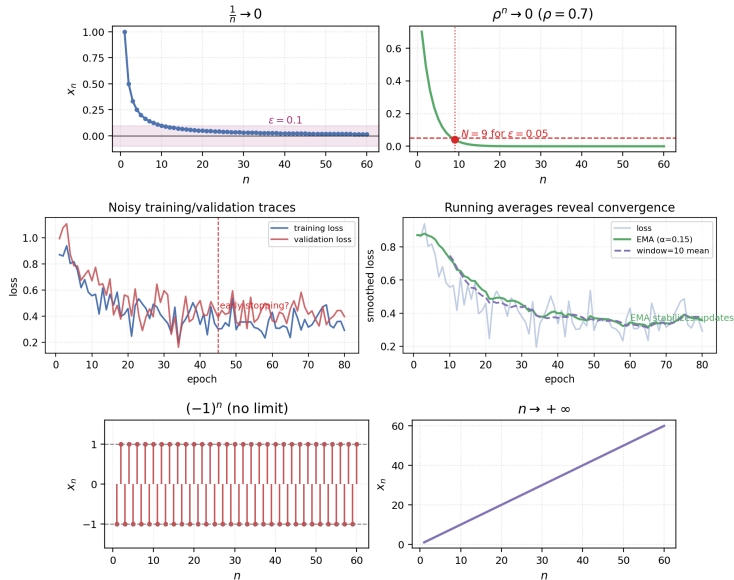 1/n → 0
x_n
1.00
0.75
0.50
0.25
0.00
ε = 0.1
0 10 20 30 40 50 60
n
ρⁿ → 0 (ρ = 0.7)
0.6
0.4
0.2
0.0
N = 9 for ε = 0.05
0 10 20 30 40 50 60
n
Noisy training/validation traces
loss
1.0
0.8
0.6
0.4
0.2
training loss
validation loss
early stopping?
0 10 20 30 40 50 60 70 80
epoch
Running averages reveal convergence
smoothed loss
0.8
0.6
0.4
0.2
loss
EMA (α=0.15)
window=10 mean
EMA stabilizes updates
0 10 20 30 40 50 60 70 80
epoch
(−1)ⁿ (no limit)
x_n
1
0
−1
0 10 20 30 40 50 60
n
n → + ∞
x_n
60
40
20
0
0 10 20 30 40 50 60
n